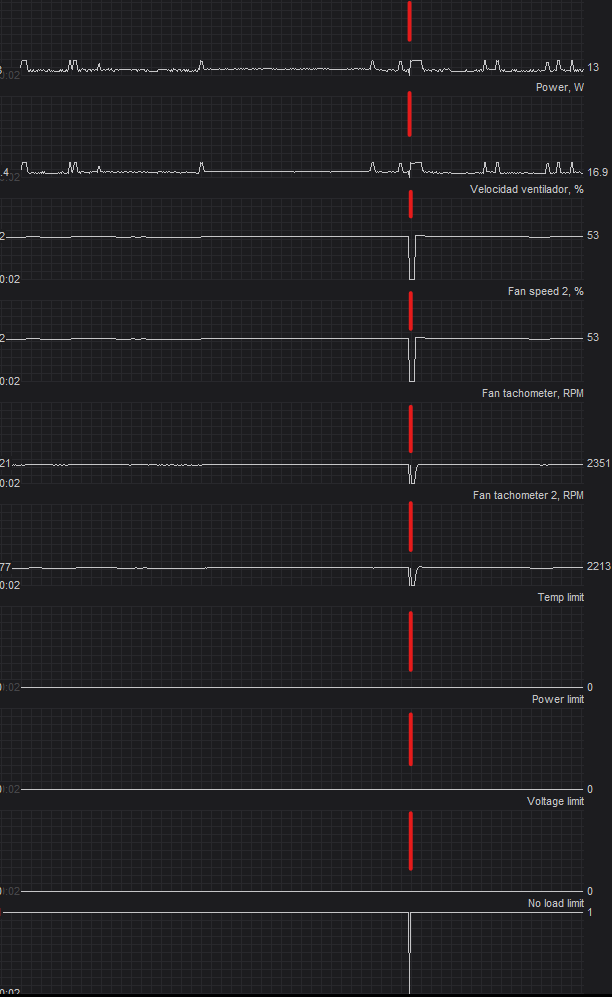 13
0:02
Power, W
.4
16.9
Velocidad ventilador, %
2
53
0:02
Fan speed 2, %
2
53
0:02
Fan tachometer, RPM
21
2351
0:02
Fan tachometer 2, RPM
77
2213
0:02
Temp limit
0:02
0
Power limit
0:02
0
Voltage limit
0:02
0
No load limit
1
0:02